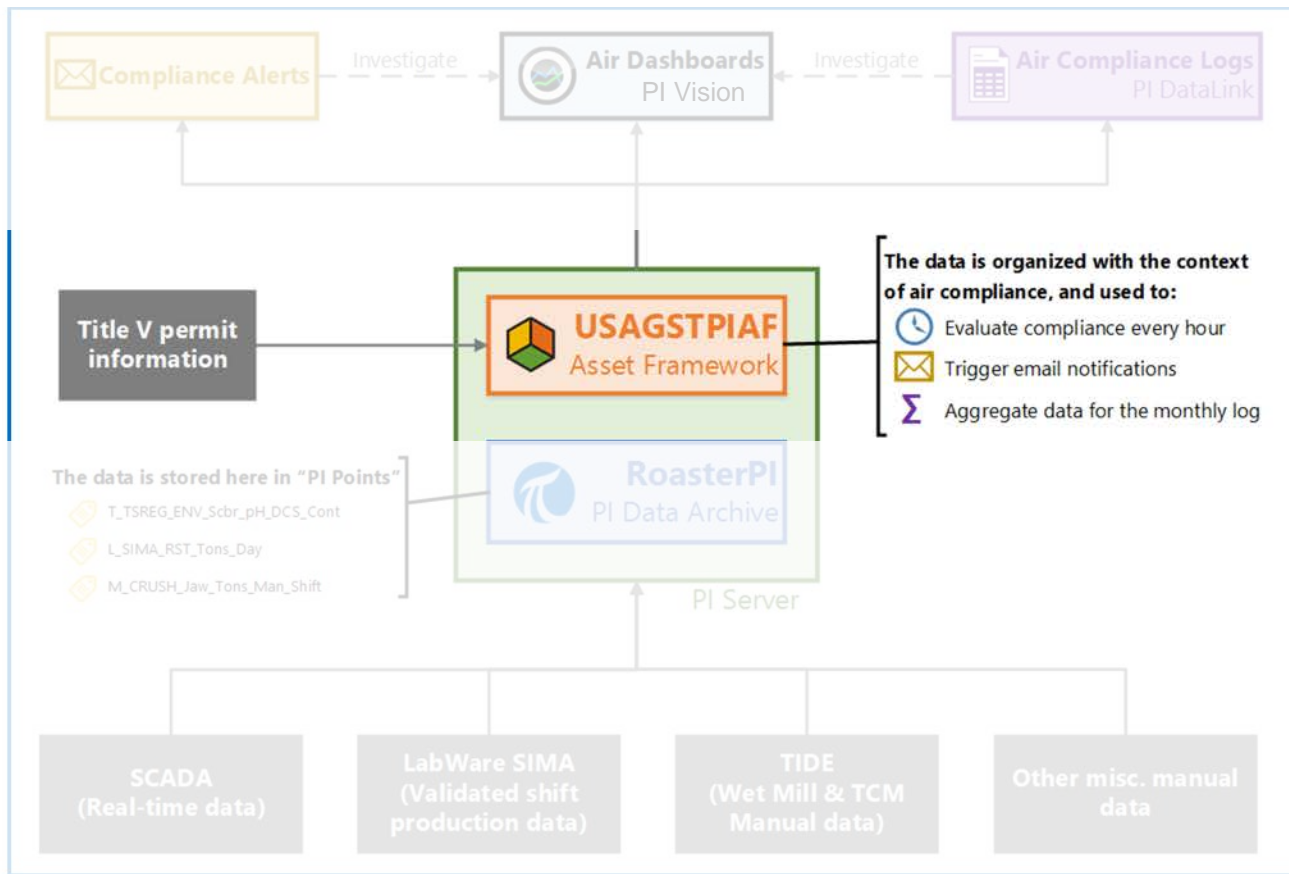 Compliance Alerts
Investigate
Air Dashboards
PI Vision
Investigate
Air Compliance Logs
PI DataLink
Title V permit
information
USAGSTPIAF
Asset Framework
The data is organized with the context
of air compliance, and used to:
Evaluate compliance every hour
Trigger email notifications
Aggregate data for the monthly log
The data is stored here in “PI Points”
T_TSREG_ENV_Scbr_pH_DCS_Cont
L_SIMA_RST_Tons_Day
M_CRUSH_Jaw_Tons_Man_Shift
RoasterPI
PI Data Archive
PI Server
SCADA
(Real-time data)
LabWare SIMA
(Validated shift
production data)
TIDE
(Wet Mill & TCM
Manual data)
Other misc. manual
data